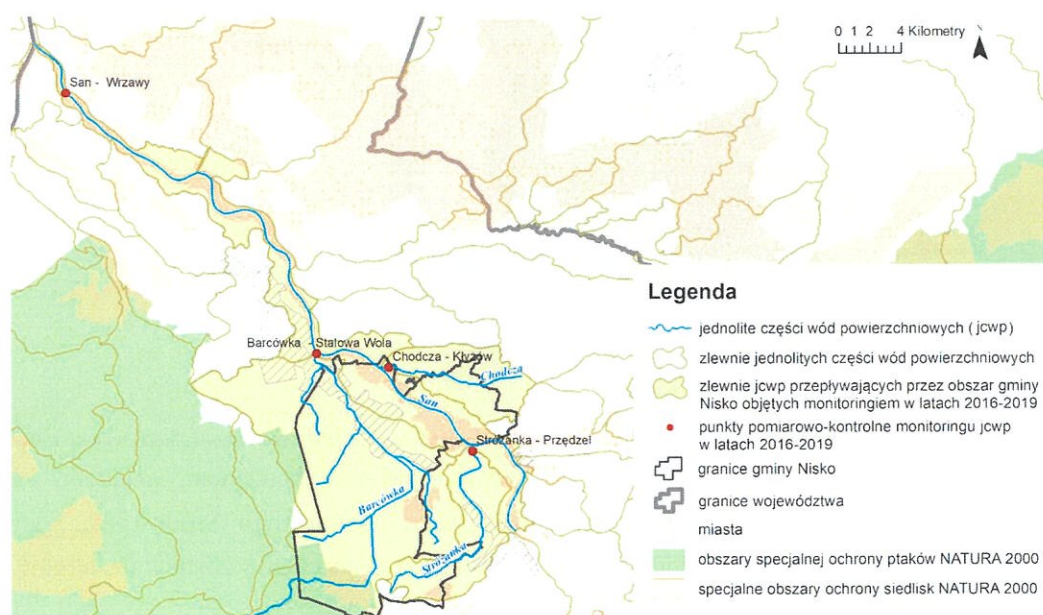 0 1 2 4 Kilometry
San - Wrzawy
Barcówka - Stalowa Wola
Chodcza - Kłyżów
Chodcza
San
Stróżanka - Przędzel
Barcówka
Stróżanka
Legenda
jednolite części wód powierzchniowych ( jcwp)
zlewnie jednolitych części wód powierzchniowych
zlewnie jcwp przepływających przez obszar gminy
Nisko objętych monitoringiem w latach 2016-2019
punkty pomiarowo-kontrolne monitoringu jcwp
w latach 2016-2019
granice gminy Nisko
granice województwa
miasta
obszary specjalnej ochrony ptaków NATURA 2000
specjalne obszary ochrony siedlisk NATURA 2000